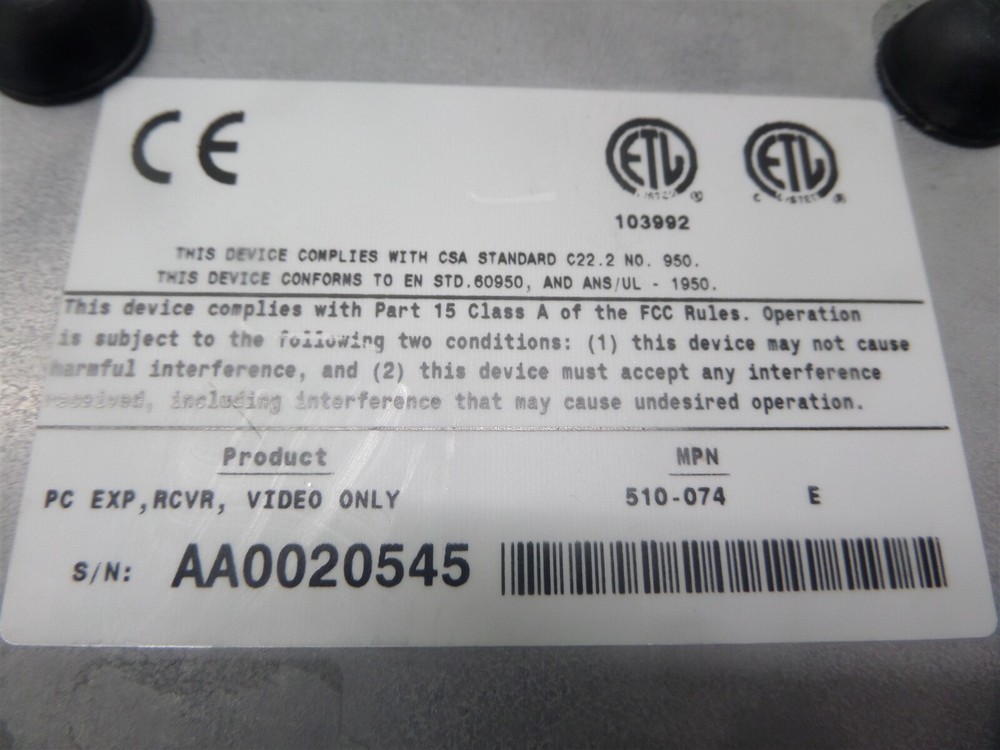 CE
ETL ETL
103992
THIS DEVICE COMPLIES WITH CSA STANDARD C22.2 NO. 950.
THIS DEVICE CONFORMS TO EN STD.60950, AND ANS/UL - 1950.
This device complies with Part 15 Class A of the FCC Rules. Operation
is subject to the following two conditions: (1) this device may not cause
harmful interference, and (2) this device must accept any interference
received, including interference that may cause undesired operation.
Product MPN
PC EXP,RCVR, VIDEO ONLY 510-074 E
S/N: AA0020545